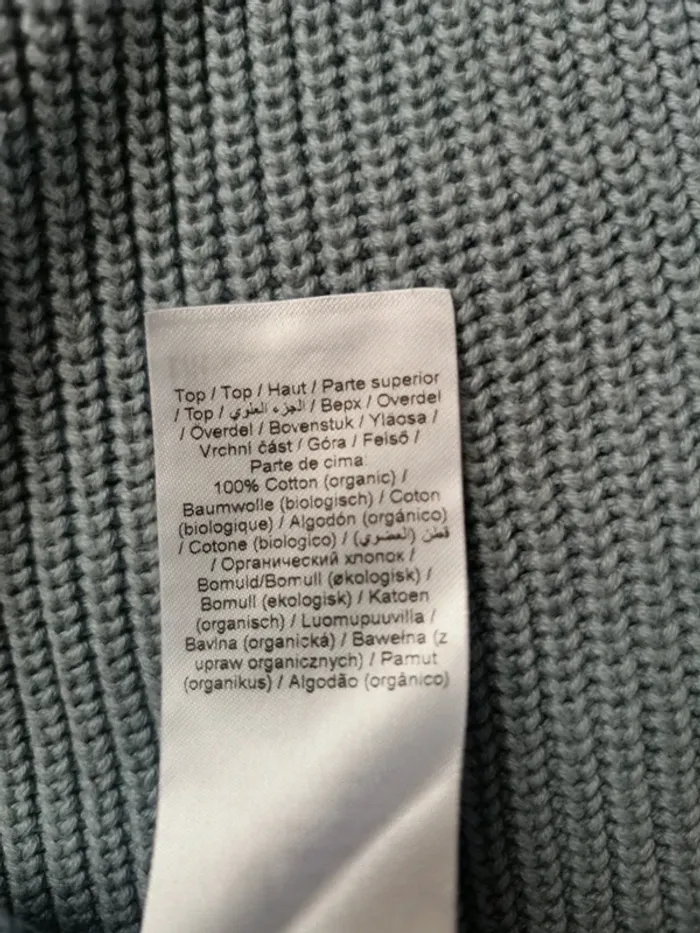 Top / Top / Haut / Parte superior
/ Top / الجزء العلوي / Верх / Overdel
/ Överdel / Bovenstuk / Yläosa /
Vrchní část / Góra / Felső /
Parte de cima:
100% Cotton (organic) /
Baumwolle (biologisch) / Coton
(biologique) / Algodón (orgánico)
/ Cotone (biologico) / قطن (العضري)
/ Органический хлопок /
Bomuld/Bomull (økologisk) /
Bomull (ekologisk) / Katoen
(organisch) / Luomupuuvilla /
Bavlna (organická) / Bawełna (z
upraw organicznych) / Pamut
(organikus) / Algodão (orgânico)